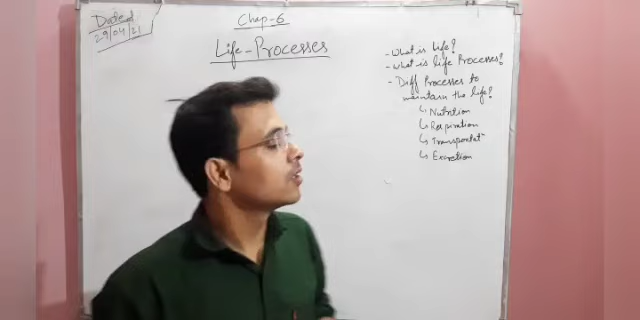 Dated
29/04/21
Chap-6
Life-Processes
- What is life?
- What is life Processes?
- Diff Processes to
maintain the life?
↳ Nutrition
↳ Respiration
↳ Transportatⁿ
↳ Excretion